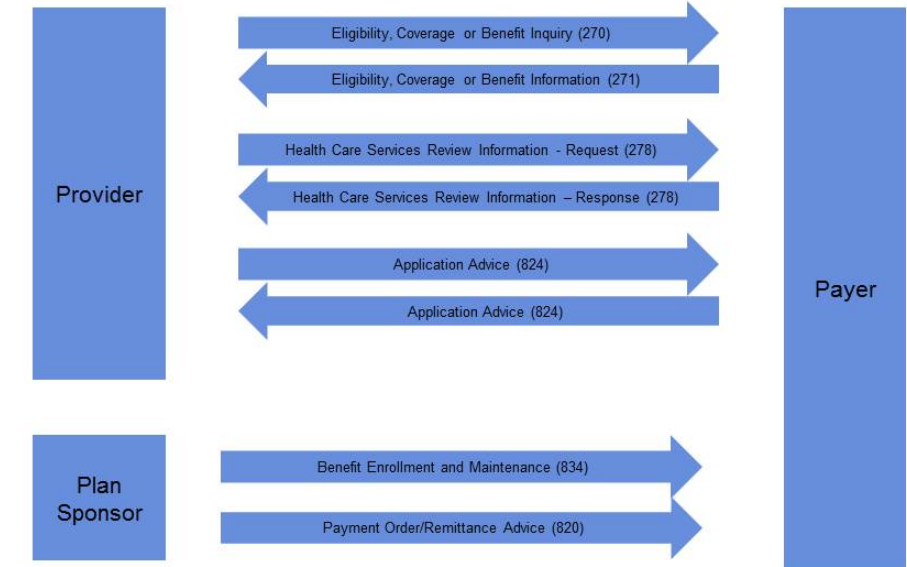 Eligibility, Coverage or Benefit Inquiry (270)
Eligibility, Coverage or Benefit Information (271)
Health Care Services Review Information - Request (278)
Provider
Health Care Services Review Information – Response (278)
Application Advice (824)
Payer
Application Advice (824)
Benefit Enrollment and Maintenance (834)
Plan
Sponsor
Payment Order/Remittance Advice (820)